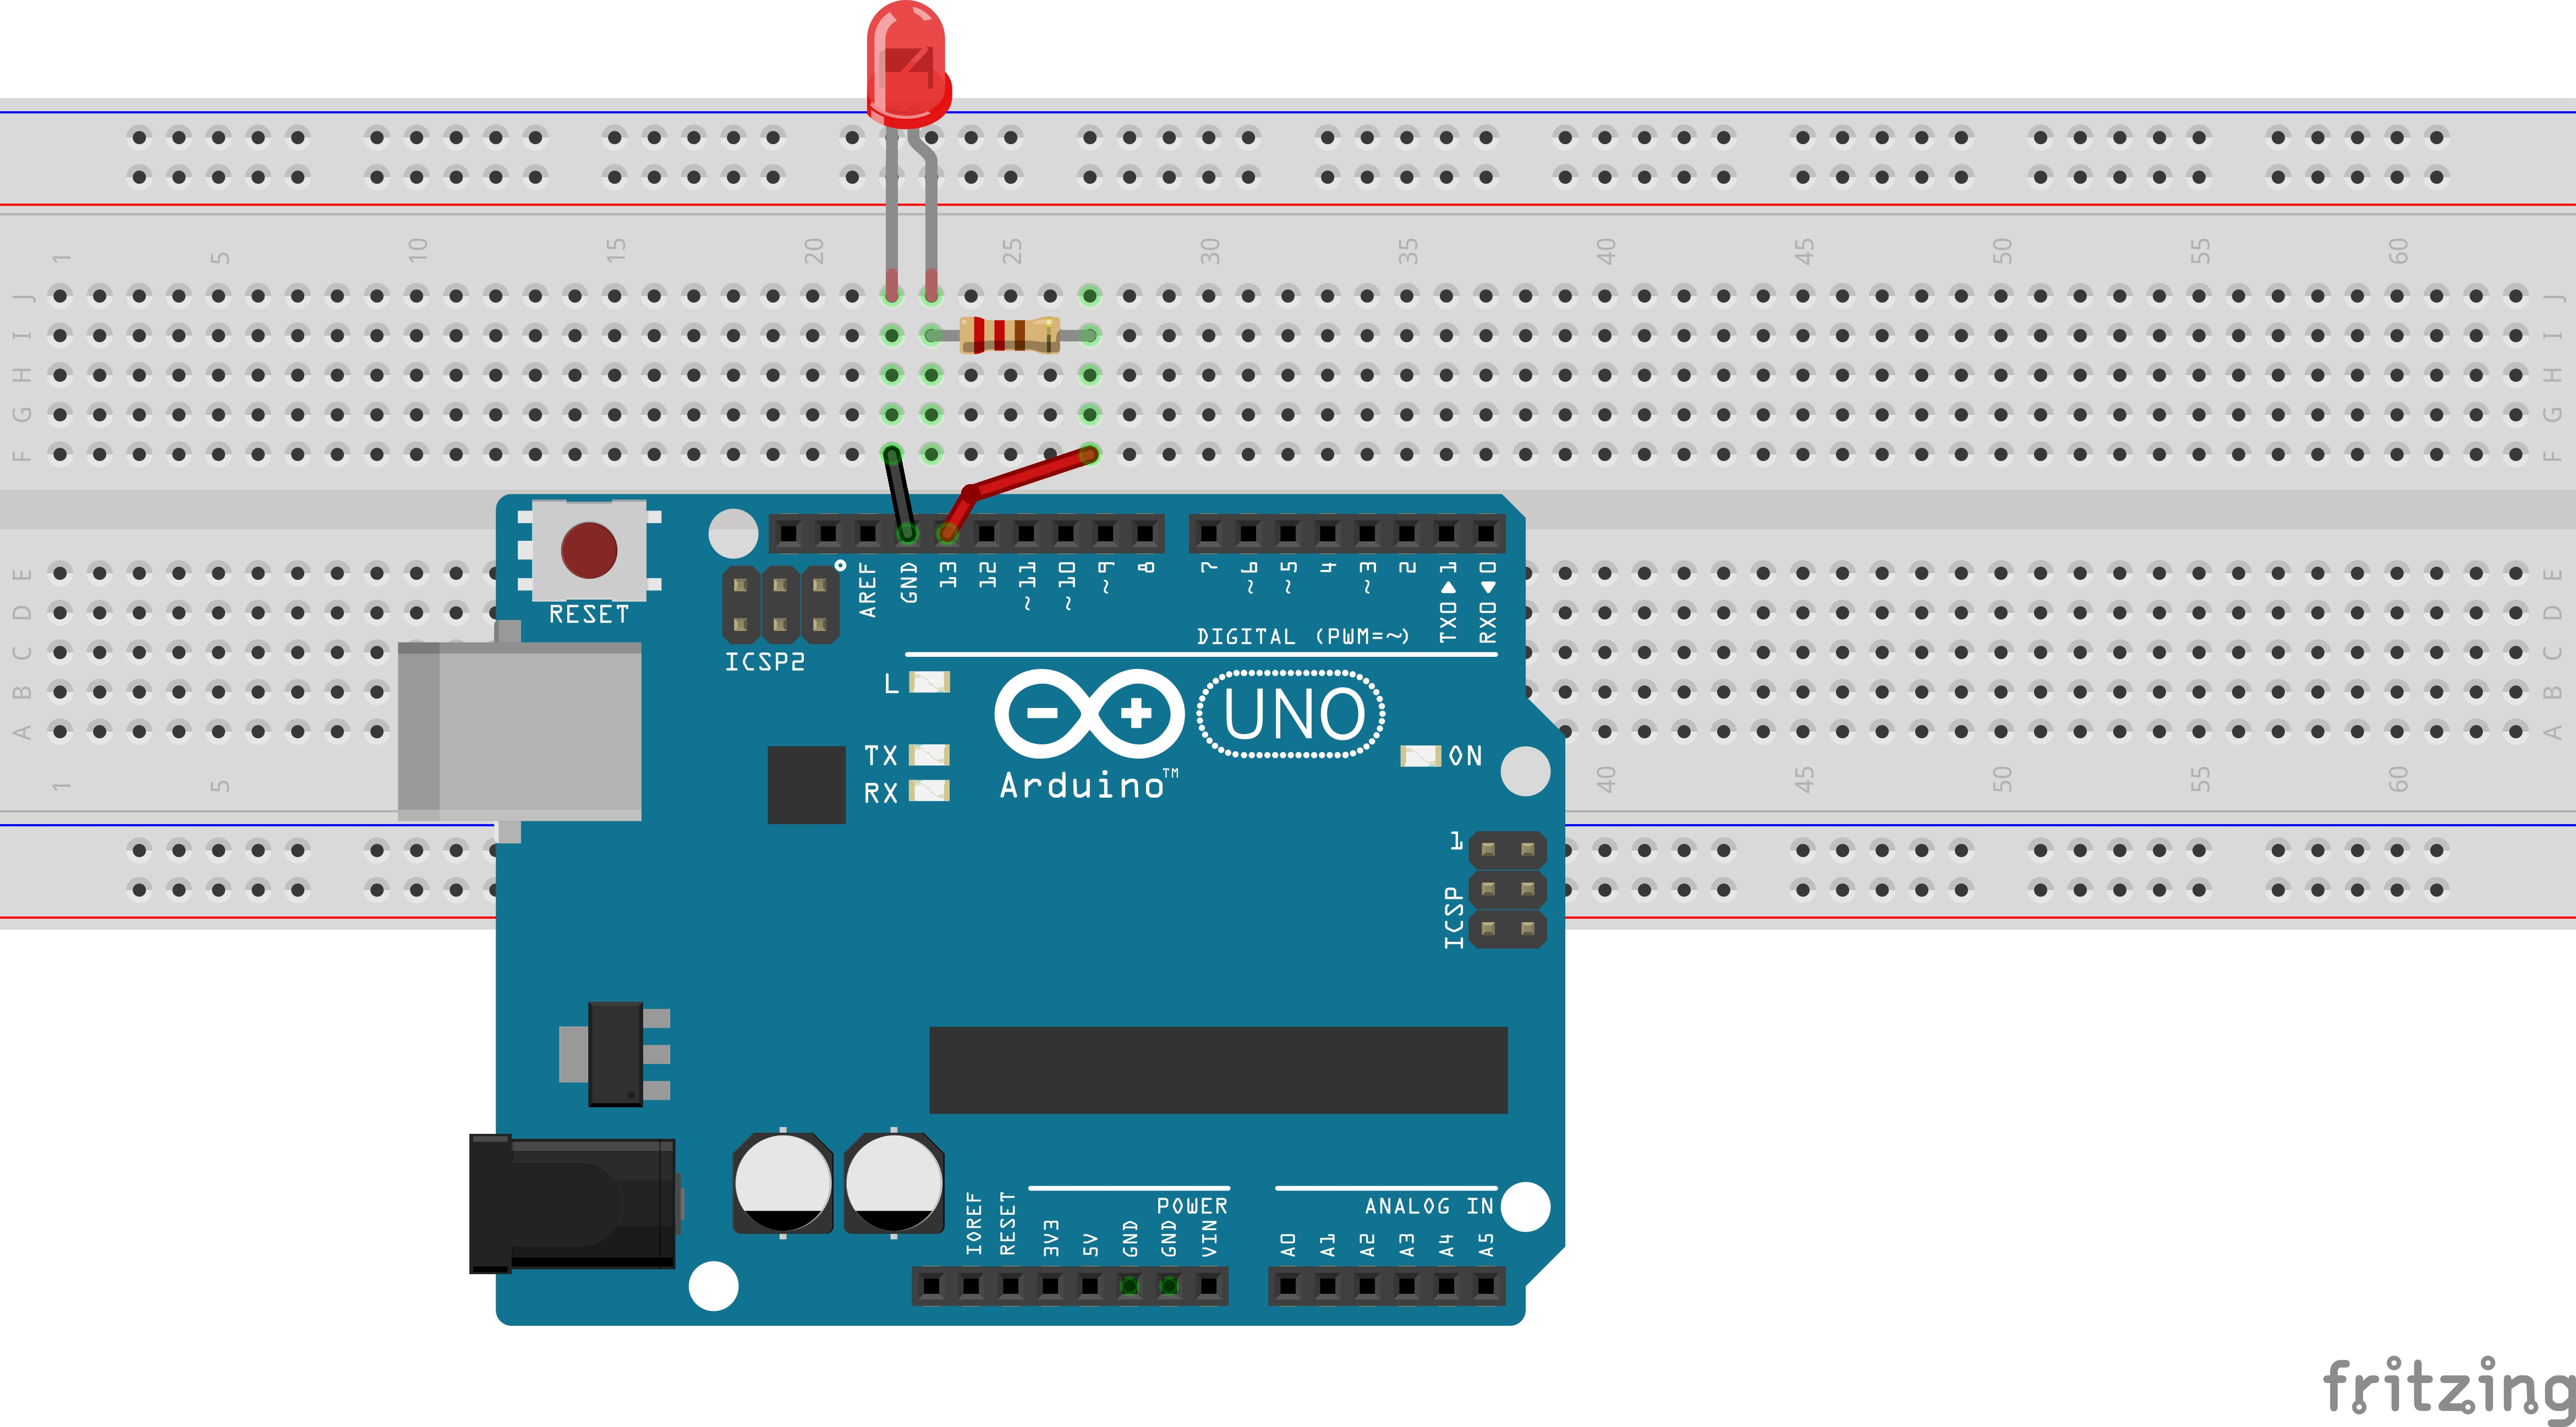 1 5 10 15 20 25 30 35 40 45 50 55 60
J J
I I
H H
G G
F F
RESET
AREF GND 13 12 ~11 ~10 ~9 8 7 ~6 ~5 4 ~3 2 TX0▶1 RX0◀0
E E
D D
C C
B B
A A
ICSP2
DIGITAL (PWM=~)
L
UNO
TX
RX
ON
Arduino™
1 5 40 45 50 55 60
1
ICSP
POWER
ANALOG IN
IOREF RESET 3V3 5V GND GND VIN A0 A1 A2 A3 A4 A5
fritzing